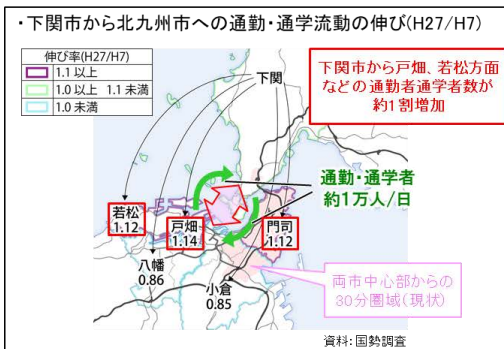 ・下関市から北九州市への通勤・通学流動の伸び(H27/H7)
伸び率(H27/H7)
1.1 以上
1.0 以上 1.1 未満
1.0 未満
下関
下関市から戸畑、若松方面
などの通勤者通学者数が
約1割増加
通勤・通学者
約1万人/日
若松
1.12
戸畑
1.14
門司
1.12
八幡
0.86
小倉
0.85
両市中心部からの
30分圏域(現状)
資料:国勢調査